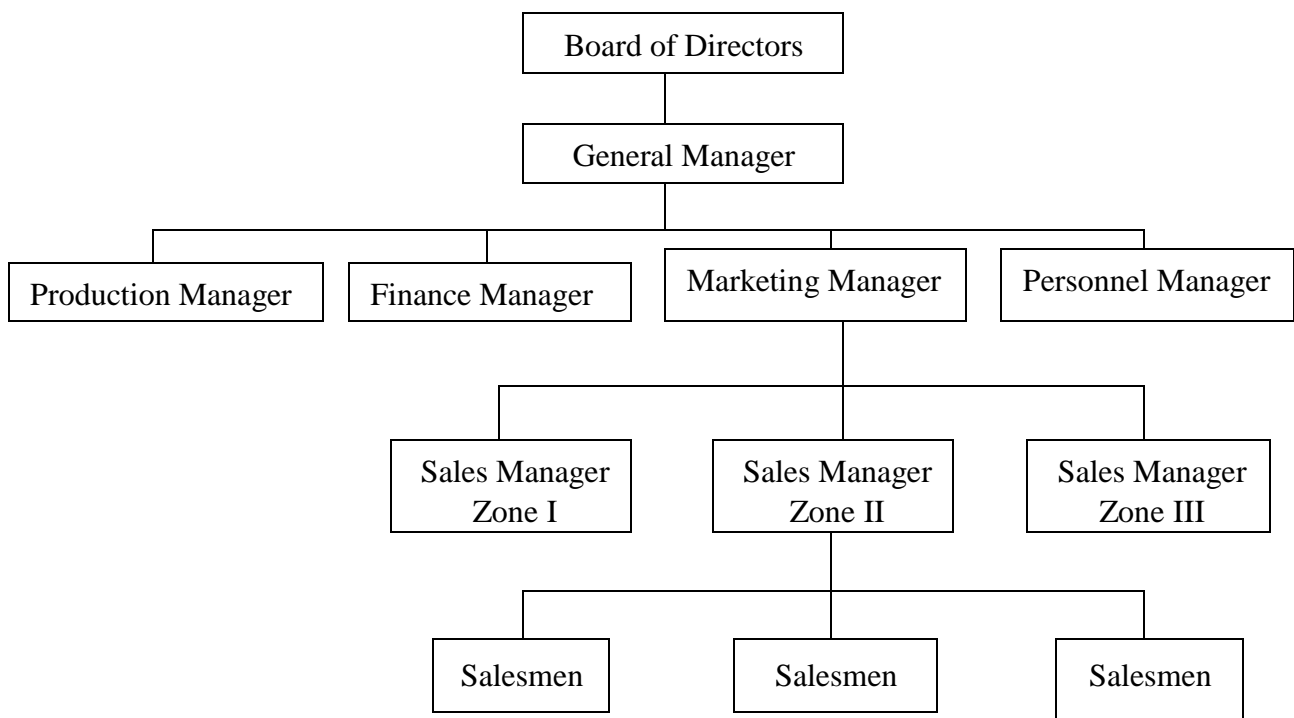 Board of Directors
General Manager
Production Manager
Finance Manager
Marketing Manager
Personnel Manager
Sales Manager
Zone I
Sales Manager
Zone II
Sales Manager
Zone III
Salesmen
Salesmen
Salesmen